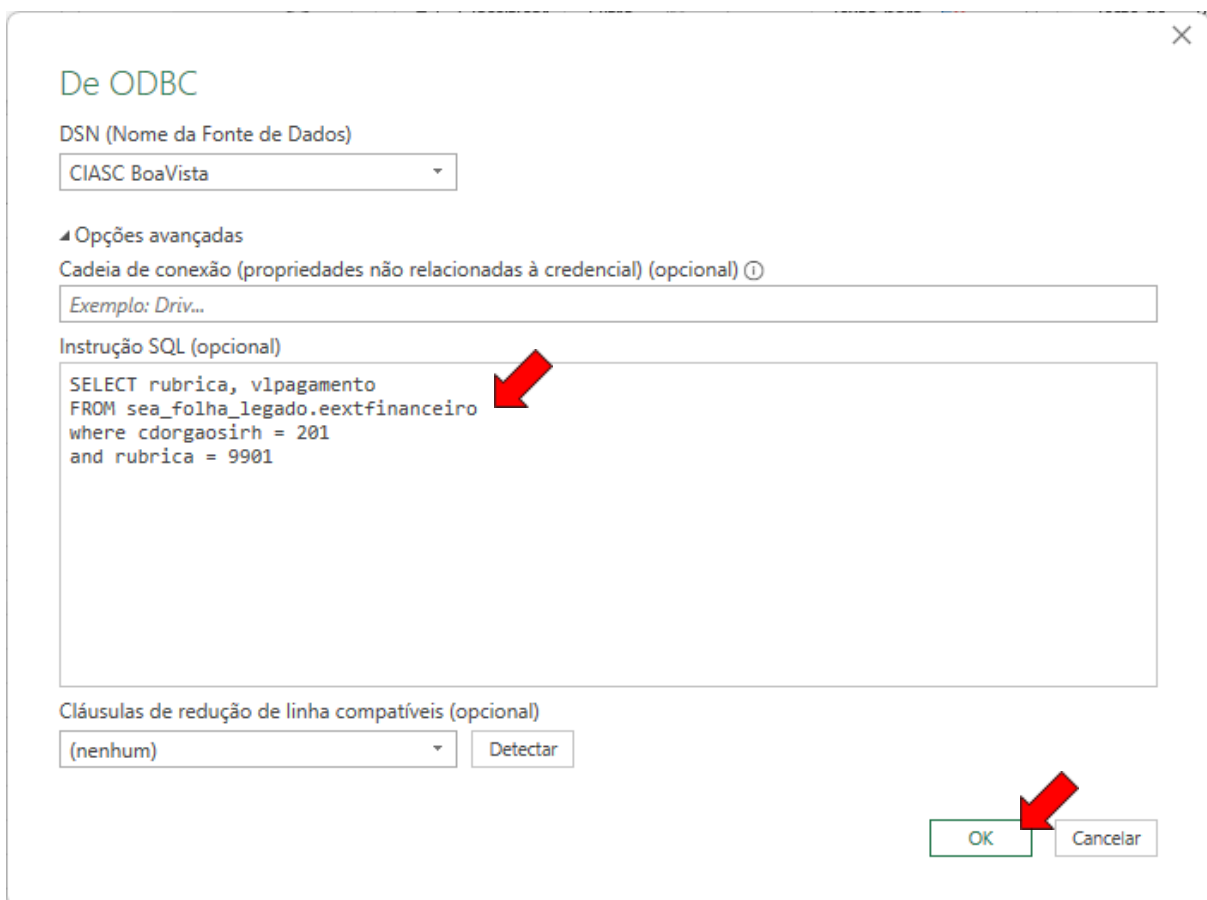 De ODBC
DSN (Nome da Fonte de Dados)
CIASC BoaVista
Opções avançadas
Cadeia de conexão (propriedades não relacionadas à credencial) (opcional)
Exemplo: Driv...
Instrução SQL (opcional)
SELECT rubrica, vlpagamento
FROM sea_folha_legado.eextfinanceiro
where cdorgaosirh = 201
and rubrica = 9901
Cláusulas de redução de linha compatíveis (opcional)
(nenhum)
Detectar
OK
Cancelar